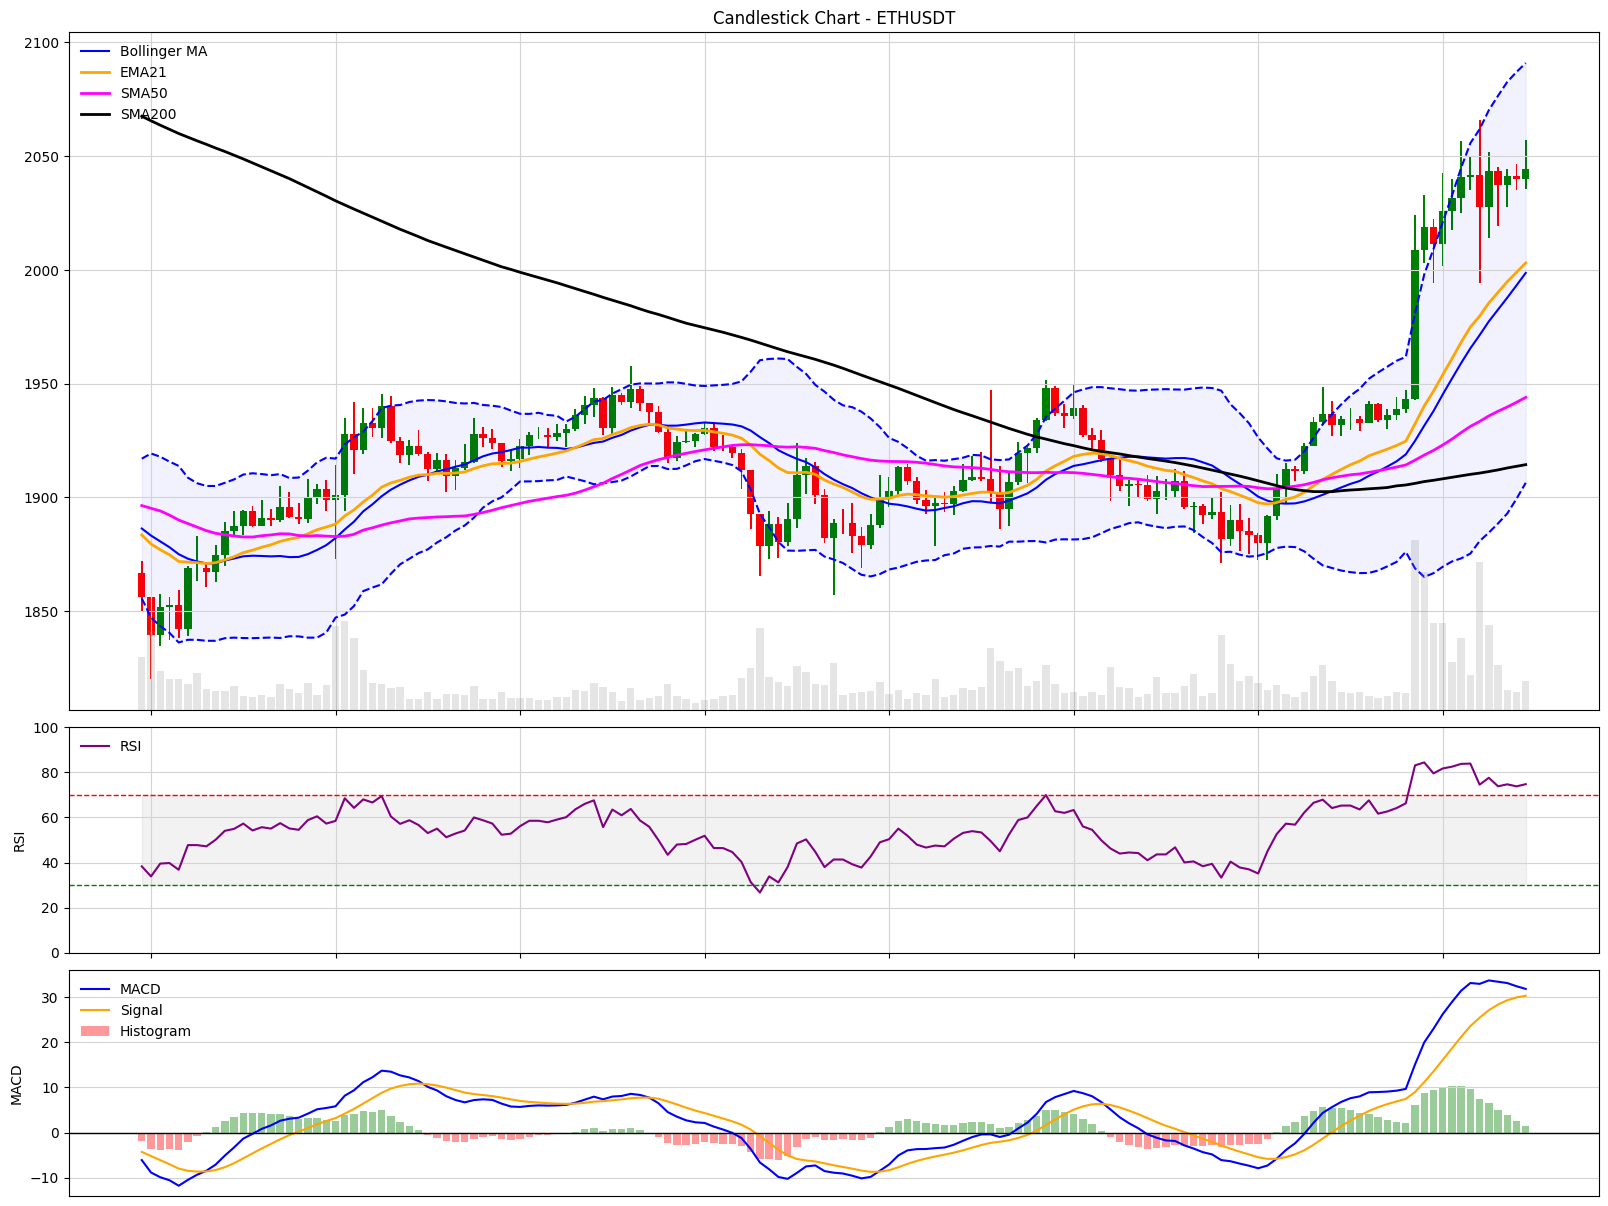 Candlestick Chart - ETHUSDT
2100
2050
2000
1950
1900
1850
Bollinger MA
EMA21
SMA50
SMA200
100
80
60
40
20
0
RSI
RSI
30
20
10
0
−10
MACD
MACD
Signal
Histogram